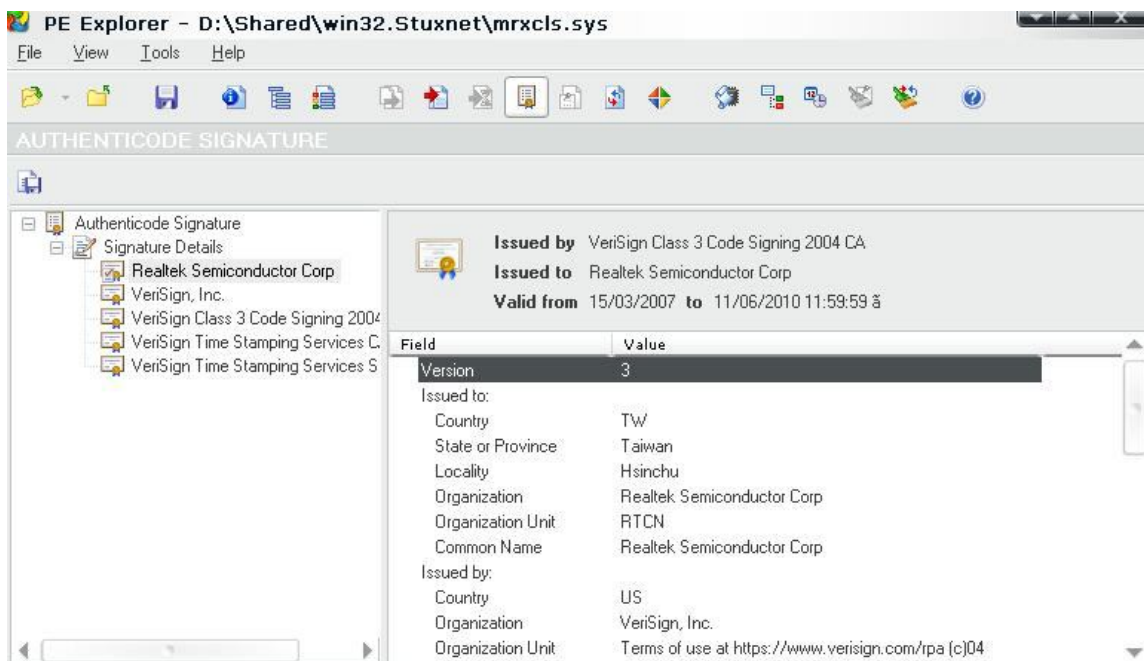 PE Explorer - D:\Shared\win32.Stuxnet\mrxcls.sys
File View Tools Help
AUTHENTICODE SIGNATURE
Authenticode Signature
Signature Details
Realtek Semiconductor Corp
VeriSign, Inc.
VeriSign Class 3 Code Signing 2004
VeriSign Time Stamping Services C
VeriSign Time Stamping Services S
Issued by VeriSign Class 3 Code Signing 2004 CA
Issued to Realtek Semiconductor Corp
Valid from 15/03/2007 to 11/06/2010 11:59:59 ã
Field Value
Version 3
Issued to:
Country TW
State or Province Taiwan
Locality Hsinchu
Organization Realtek Semiconductor Corp
Organization Unit RTCN
Common Name Realtek Semiconductor Corp
Issued by:
Country US
Organization VeriSign, Inc.
Organization Unit Terms of use at https://www.verisign.com/rpa (c)04